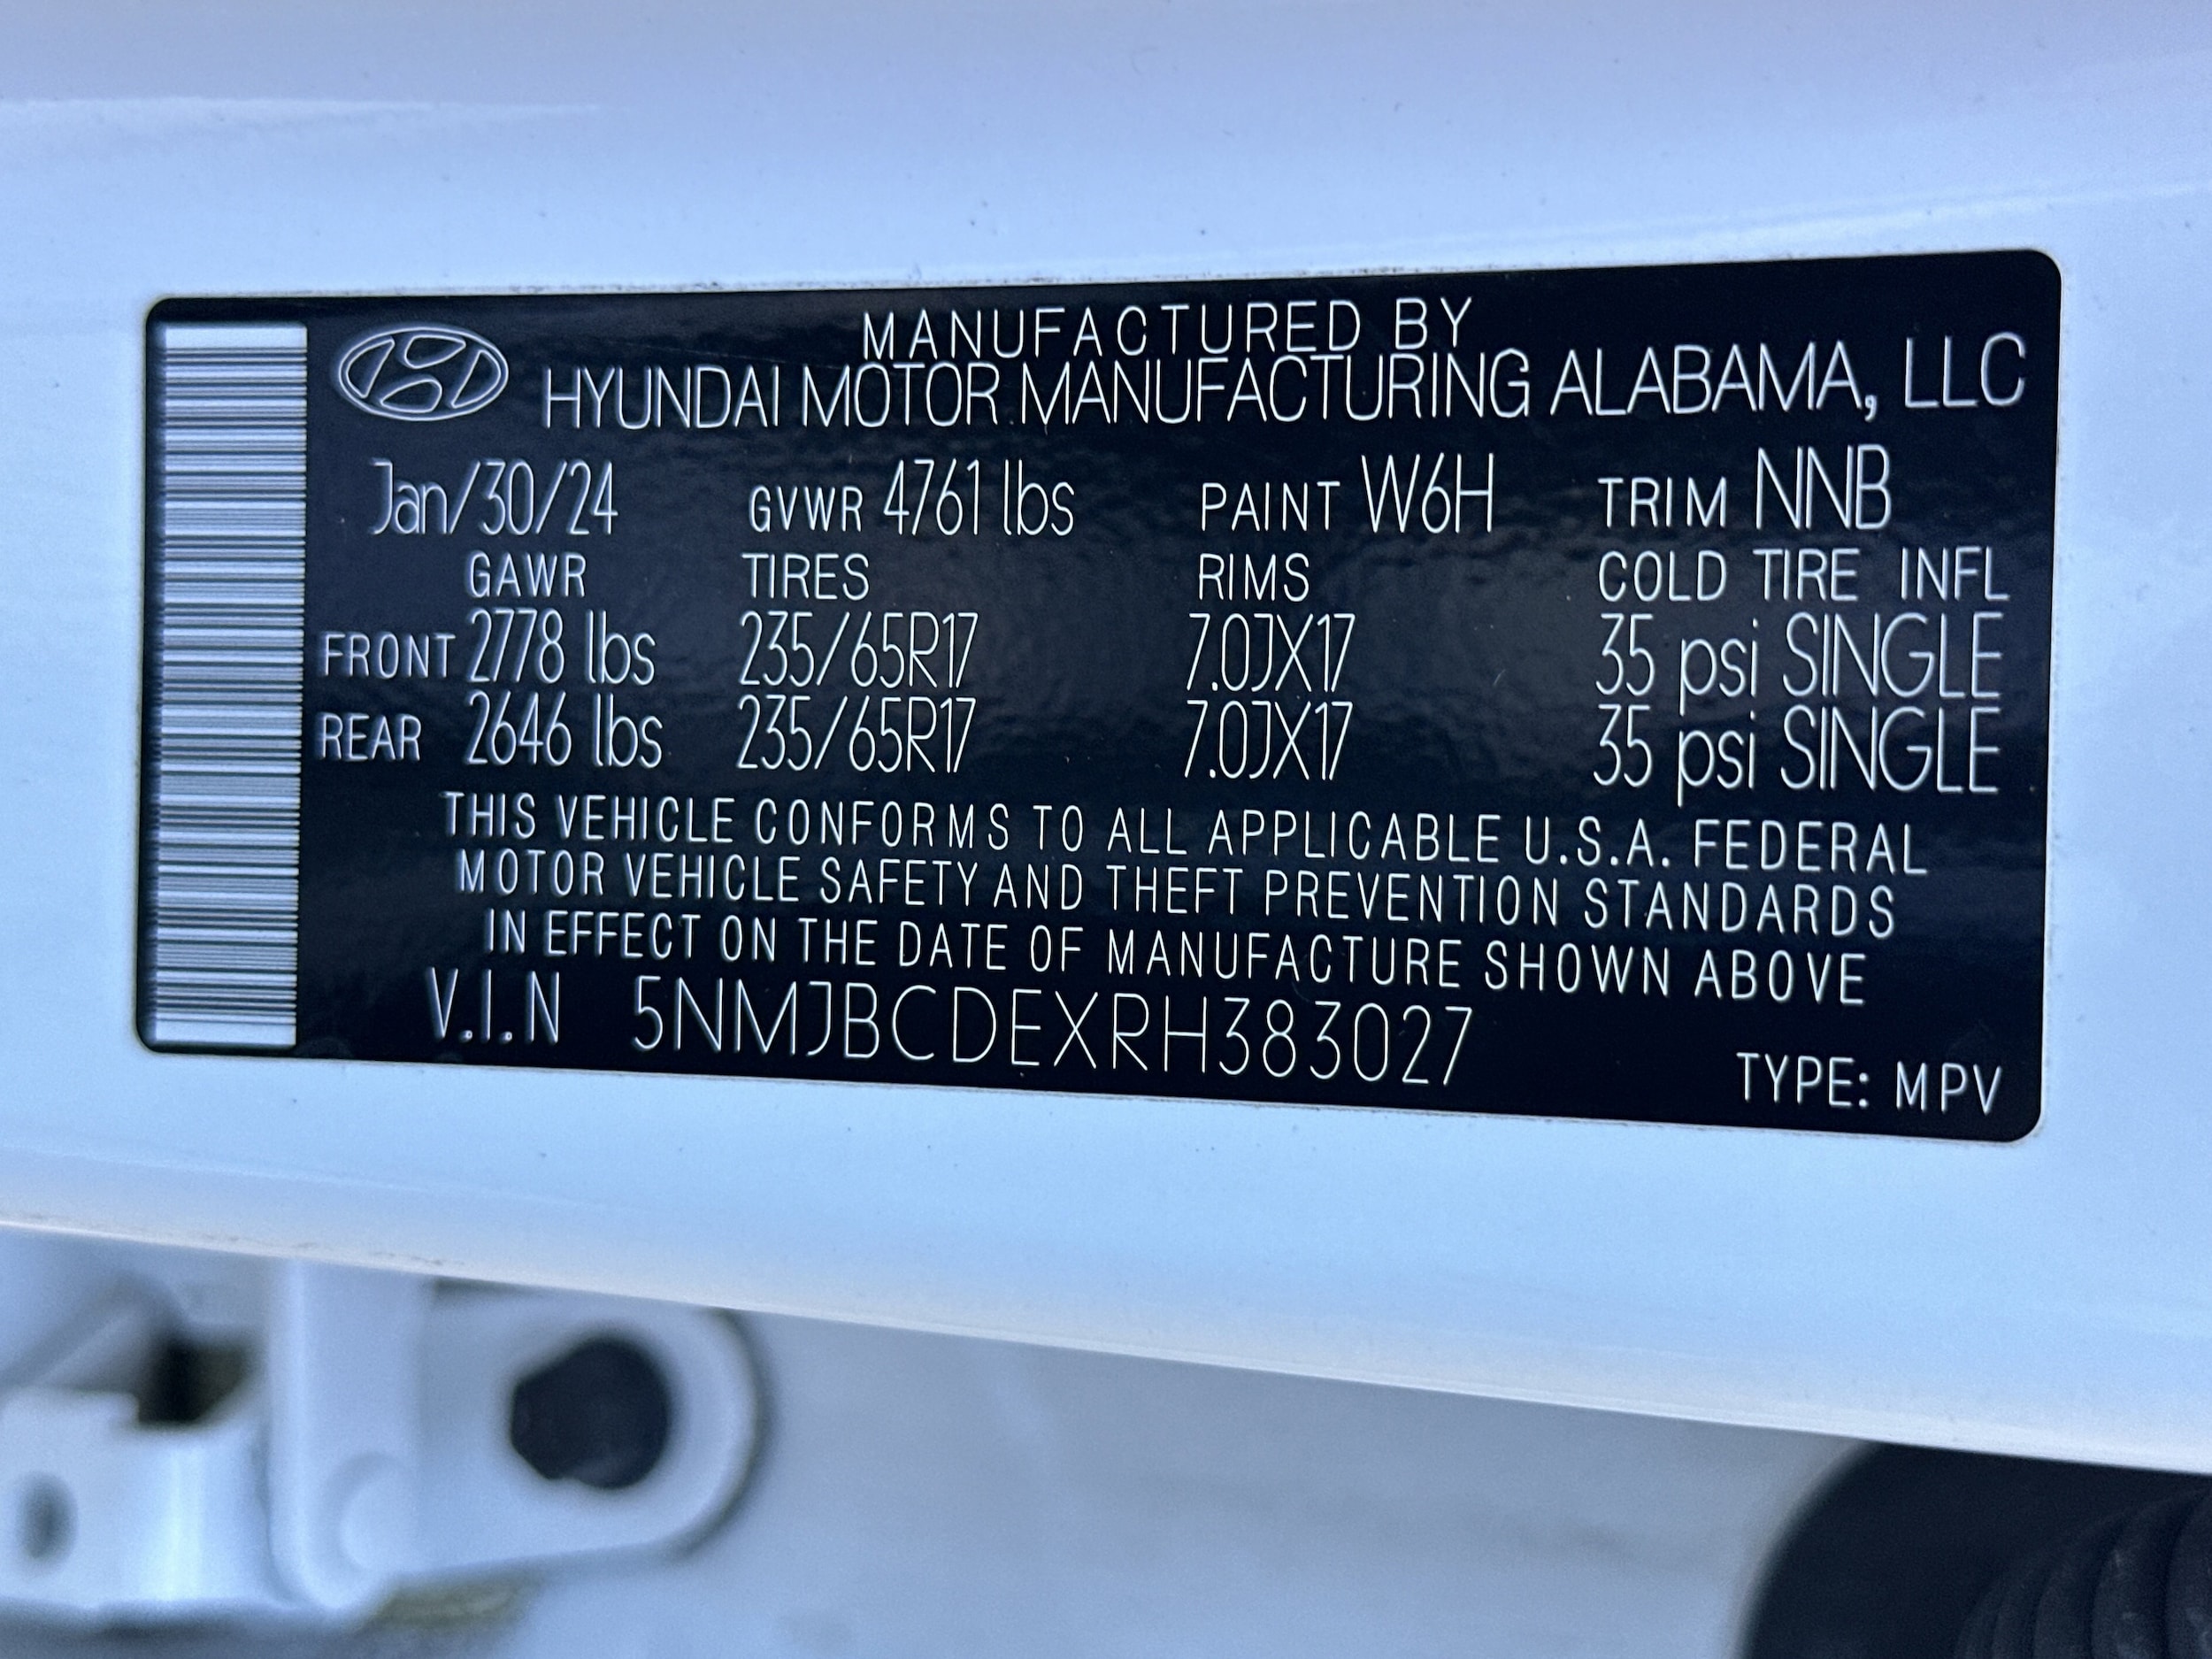 MANUFACTURED BY
HYUNDAI MOTOR MANUFACTURING ALABAMA, LLC
Jan/30/24 GVWR 4761 lbs PAINT W6H TRIM NNB
GAWR TIRES RIMS COLD TIRE INFL
FRONT 2778 lbs 235/65R17 7.0JX17 35 psi SINGLE
REAR 2646 lbs 235/65R17 7.0JX17 35 psi SINGLE
THIS VEHICLE CONFORMS TO ALL APPLICABLE U.S.A. FEDERAL
MOTOR VEHICLE SAFETY AND THEFT PREVENTION STANDARDS
IN EFFECT ON THE DATE OF MANUFACTURE SHOWN ABOVE
V.I.N 5NMJBCDEXRH383027
TYPE: MPV